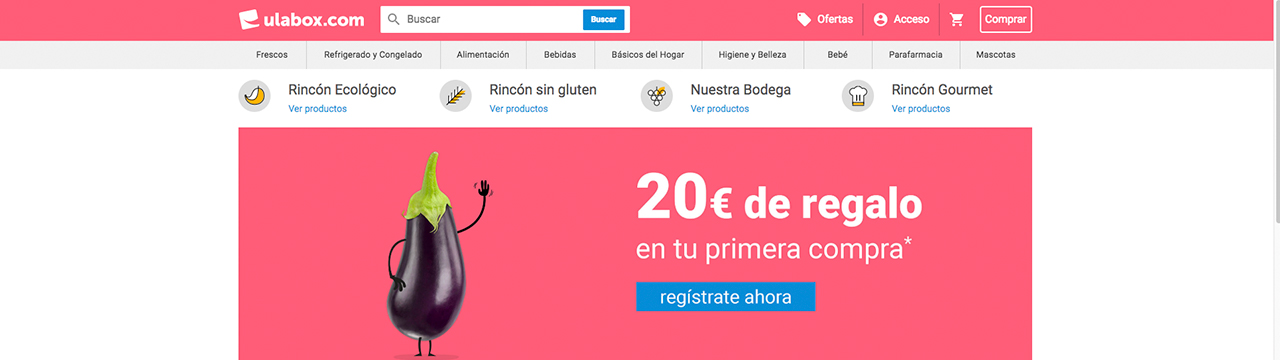 ulabox.com
Buscar
Buscar
Ofertas
Acceso
Comprar
Frescos
Refrigerado y Congelado
Alimentación
Bebidas
Básicos del Hogar
Higiene y Belleza
Bebé
Parafarmacia
Mascotas
Rincón Ecológico
Ver productos
Rincón sin gluten
Ver productos
Nuestra Bodega
Ver productos
Rincón Gourmet
Ver productos
20€ de regalo
en tu primera compra*
regístrate ahora